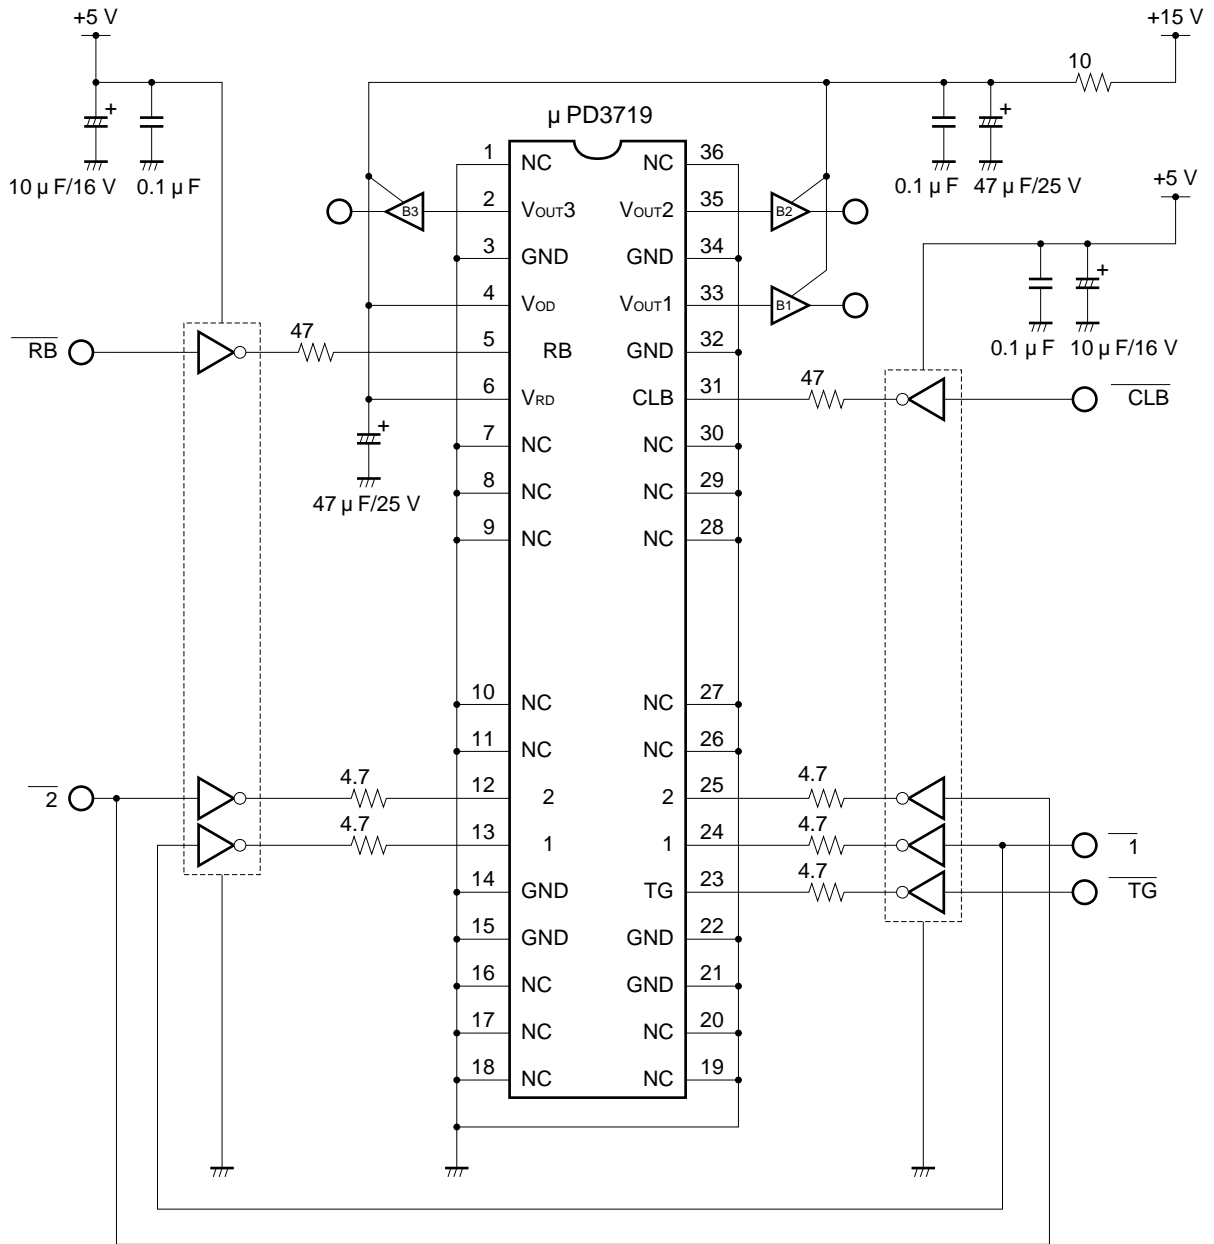 +5 V
+15 V
10
μ PD3719
10 μ F/16 V
0.1 μ F
0.1 μ F
47 μ F/25 V
+5 V
1 NC NC 36
B3 2 VOUT3 VOUT2 35 B2
3 GND GND 34
4 VOD VOUT1 33 B1
RB 47 5 RB GND 32
0.1 μ F
10 μ F/16 V
6 VRD CLB 31 47 CLB
7 NC NC 30
8 NC NC 29
47 μ F/25 V
9 NC NC 28
10 NC NC 27
11 NC NC 26
2 4.7 12 2 2 25 4.7
4.7 13 1 1 24 4.7 1
14 GND TG 23 4.7 TG
15 GND GND 22
16 NC GND 21
17 NC NC 20
18 NC NC 19